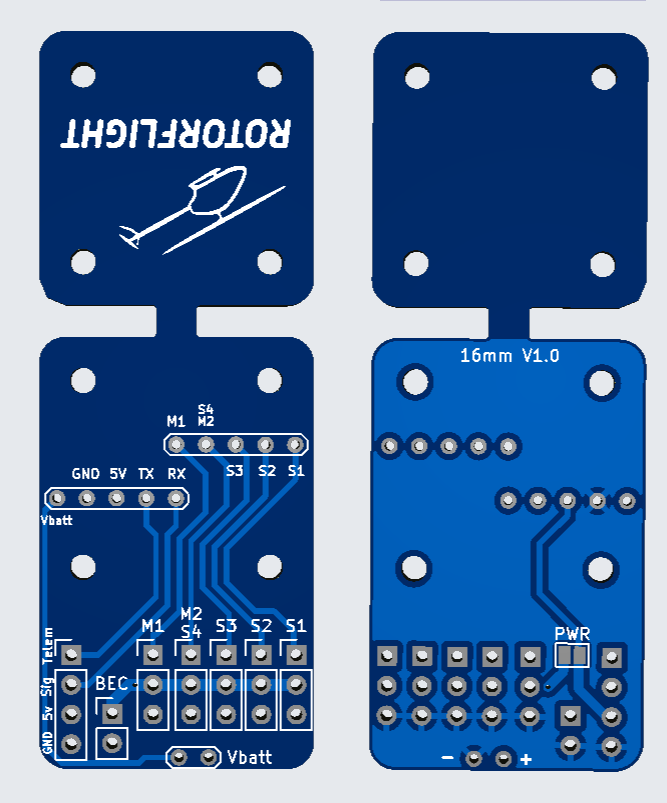 ROTORFLIGHT
16mm V1.0
S4
M1 M2
S3 S2 S1
GND 5V TX RX
Vbatt
M2
M1 S4 S3 S2 S1
PWR
Telem
Sig
BEC
5v
GND
Vbatt
- +